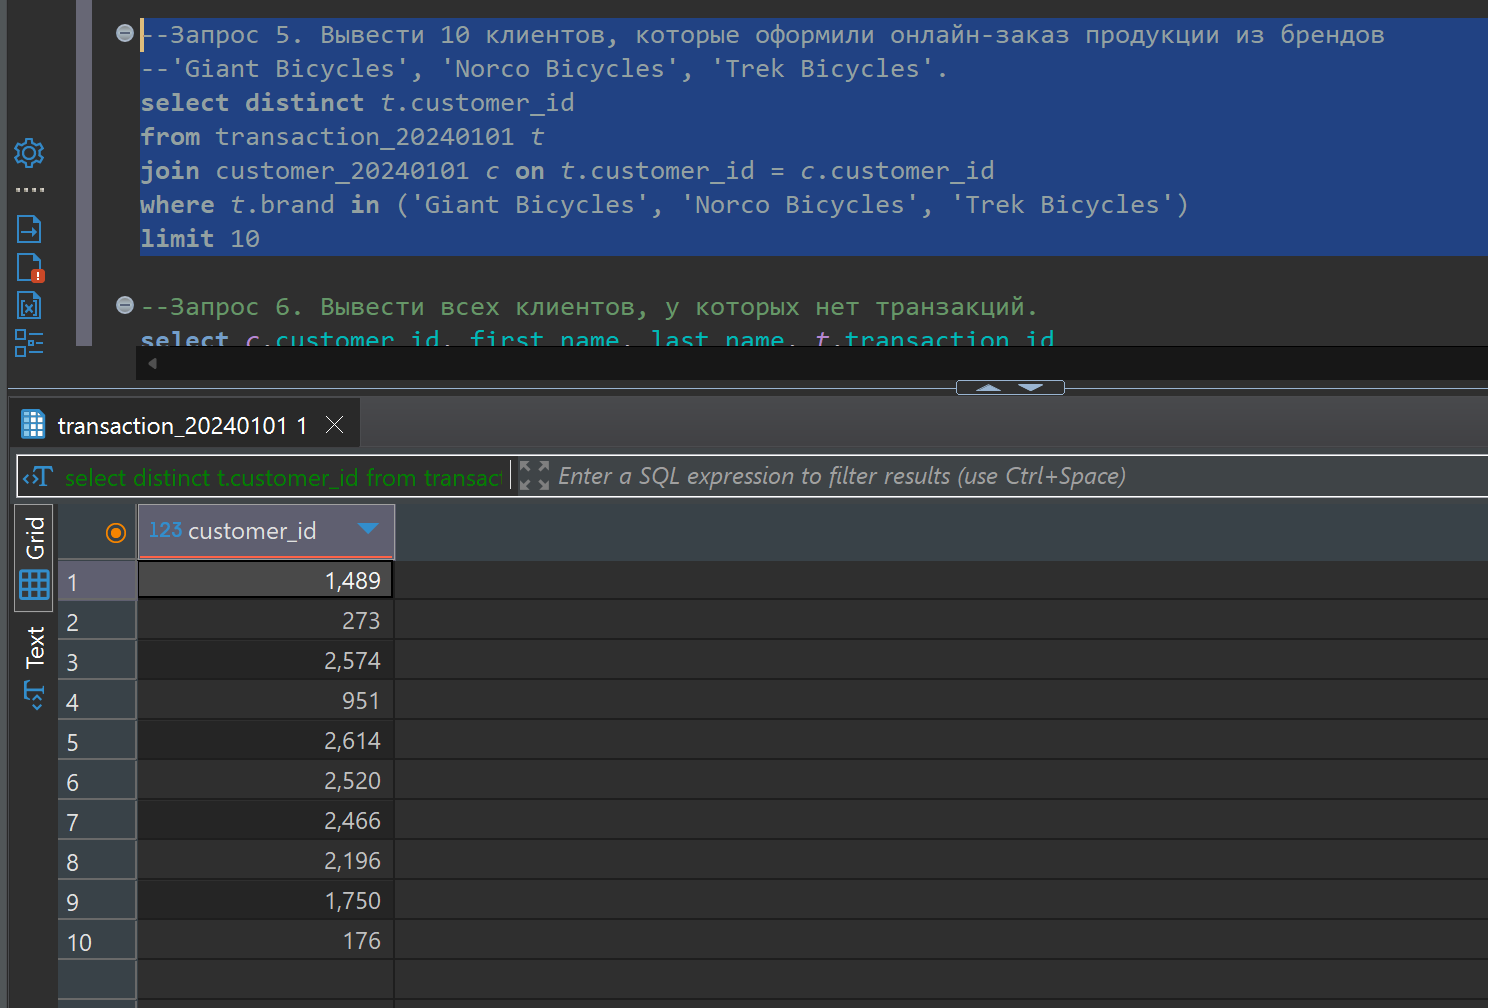 --Запрос 5. Вывести 10 клиентов, которые оформили онлайн-заказ продукции из брендов
--'Giant Bicycles', 'Norco Bicycles', 'Trek Bicycles'.
select distinct t.customer_id
from transaction_20240101 t
join customer_20240101 c on t.customer_id = c.customer_id
where t.brand in ('Giant Bicycles', 'Norco Bicycles', 'Trek Bicycles')
limit 10
--Запрос 6. Вывести всех клиентов, у которых нет транзакций.
select c.customer_id, first_name, last_name, t.transaction_id
transaction_20240101 1
select distinct t.customer_id from transact
Enter a SQL expression to filter results (use Ctrl+Space)
Grid
Text
123 customer_id
1 1,489
2 273
3 2,574
4 951
5 2,614
6 2,520
7 2,466
8 2,196
9 1,750
10 176